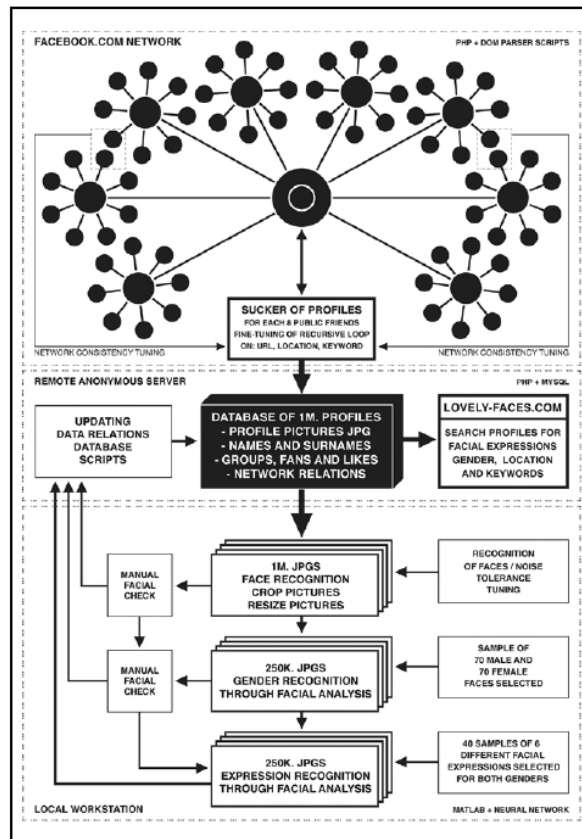 FACEBOOK.COM NETWORK
PHP + DOM PARSER SCRIPTS
SUCKER OF PROFILES
FOR EACH 8 PUBLIC FRIENDS
FINE-TUNING OF RECURSIVE LOOP
ON: URL, LOCATION, KEYWORD
NETWORK CONSISTENCY TUNING
NETWORK CONSISTENCY TUNING
REMOTE ANONYMOUS SERVER
PHP + MYSQL
UPDATING
DATA RELATIONS
DATABASE
SCRIPTS
DATABASE OF 1M. PROFILES
- PROFILE PICTURES JPG
- NAMES AND SURNAMES
- GROUPS, FANS AND LIKES
- NETWORK RELATIONS
LOVELY-FACES.COM
SEARCH PROFILES FOR
FACIAL EXPRESSIONS
GENDER, LOCATION
AND KEYWORDS
MANUAL
FACIAL
CHECK
1M. JPGS
FACE RECOGNITION
CROP PICTURES
RESIZE PICTURES
RECOGNITION
OF FACES / NOISE
TOLERANCE
TUNING
MANUAL
FACIAL
CHECK
250K. JPGS
GENDER RECOGNITION
THROUGH FACIAL ANALYSIS
SAMPLE OF
70 MALE AND
70 FEMALE
FACES SELECTED
250K. JPGS
EXPRESSION RECOGNITION
THROUGH FACIAL ANALYSIS
40 SAMPLES OF 6
DIFFERENT FACIAL
EXPRESSIONS SELECTED
FOR BOTH GENDERS
LOCAL WORKSTATION
MATLAB + NEURAL NETWORK